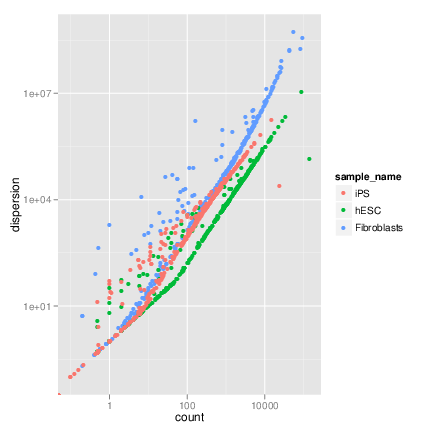 1e+07
1e+04
1e+01
dispersion
1
100
10000
count
sample_name
iPS
hESC
Fibroblasts